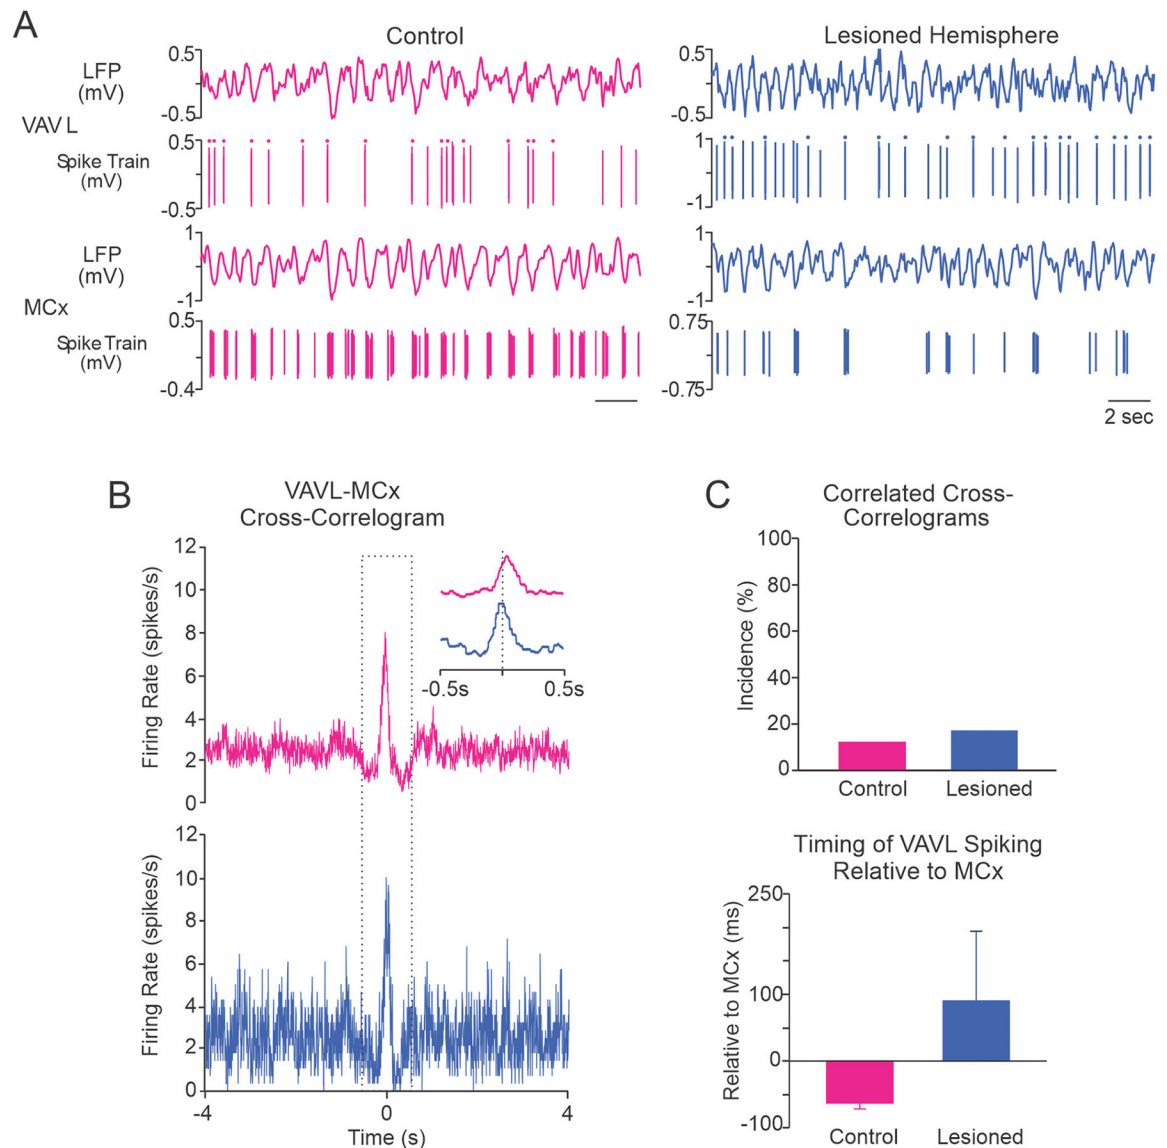 A
Control
Lesioned Hemisphere
LFP
(mV)
0.5
-0.5
0.5
-0.5
VAVL
Spike Train
(mV)
0.5
-0.5
1
-1
LFP
(mV)
1
-1
1
-1
MCx
Spike Train
(mV)
0.5
-0.4
0.75
-0.75
2 sec
B
VAVL-MCx
Cross-Correlogram
Firing Rate (spikes/s)
12
10
8
6
4
2
0
-0.5s
0.5s
Firing Rate (spikes/s)
12
10
8
6
4
2
0
-4
0
4
Time (s)
C
Correlated Cross-
Correlograms
Incidence (%)
100
80
60
40
20
0
Control
Lesioned
Timing of VAVL Spiking
Relative to MCx
Relative to MCx (ms)
250
100
0
-100
Control
Lesioned